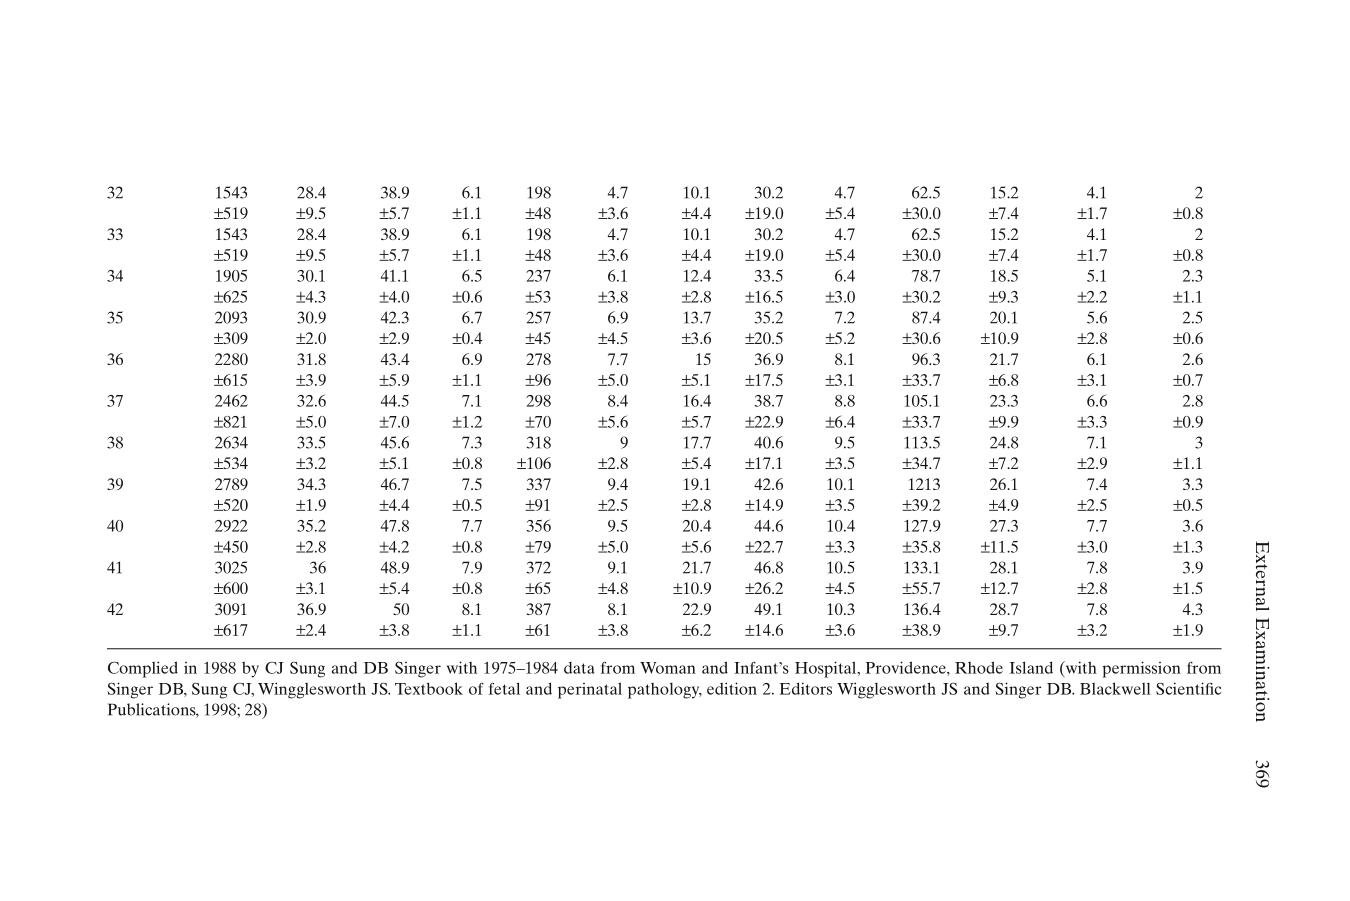 32 1543 28.4 38.9 6.1 198 4.7 10.1 30.2 4.7 62.5 15.2 4.1 2
±519 ±9.5 ±5.7 ±1.1 ±48 ±3.6 ±4.4 ±19.0 ±5.4 ±30.0 ±7.4 ±1.7 ±0.8
33 1543 28.4 38.9 6.1 198 4.7 10.1 30.2 4.7 62.5 15.2 4.1 2
±519 ±9.5 ±5.7 ±1.1 ±48 ±3.6 ±4.4 ±19.0 ±5.4 ±30.0 ±7.4 ±1.7 ±0.8
34 1905 30.1 41.1 6.5 237 6.1 12.4 33.5 6.4 78.7 18.5 5.1 2.3
±625 ±4.3 ±4.0 ±0.6 ±53 ±3.8 ±2.8 ±16.5 ±3.0 ±30.2 ±9.3 ±2.2 ±1.1
35 2093 30.9 42.3 6.7 257 6.9 13.7 35.2 7.2 87.4 20.1 5.6 2.5
±309 ±2.0 ±2.9 ±0.4 ±45 ±4.5 ±3.6 ±20.5 ±5.2 ±30.6 ±10.9 ±2.8 ±0.6
36 2280 31.8 43.4 6.9 278 7.7 15 36.9 8.1 96.3 21.7 6.1 2.6
±615 ±3.9 ±5.9 ±1.1 ±96 ±5.0 ±5.1 ±17.5 ±3.1 ±33.7 ±6.8 ±3.1 ±0.7
37 2462 32.6 44.5 7.1 298 8.4 16.4 38.7 8.8 105.1 23.3 6.6 2.8
±821 ±5.0 ±7.0 ±1.2 ±70 ±5.6 ±5.7 ±22.9 ±6.4 ±33.7 ±9.9 ±3.3 ±0.9
38 2634 33.5 45.6 7.3 318 9 17.7 40.6 9.5 113.5 24.8 7.1 3
±534 ±3.2 ±5.1 ±0.8 ±106 ±2.8 ±5.4 ±17.1 ±3.5 ±34.7 ±7.2 ±2.9 ±1.1
39 2789 34.3 46.7 7.5 337 9.4 19.1 42.6 10.1 1213 26.1 7.4 3.3
±520 ±1.9 ±4.4 ±0.5 ±91 ±2.5 ±2.8 ±14.9 ±3.5 ±39.2 ±4.9 ±2.5 ±0.5
40 2922 35.2 47.8 7.7 356 9.5 20.4 44.6 10.4 127.9 27.3 7.7 3.6
±450 ±2.8 ±4.2 ±0.8 ±79 ±5.0 ±5.6 ±22.7 ±3.3 ±35.8 ±11.5 ±3.0 ±1.3
41 3025 36 48.9 7.9 372 9.1 21.7 46.8 10.5 133.1 28.1 7.8 3.9
±600 ±3.1 ±5.4 ±0.8 ±65 ±4.8 ±10.9 ±26.2 ±4.5 ±55.7 ±12.7 ±2.8 ±1.5
42 3091 36.9 50 8.1 387 8.1 22.9 49.1 10.3 136.4 28.7 7.8 4.3
±617 ±2.4 ±3.8 ±1.1 ±61 ±3.8 ±6.2 ±14.6 ±3.6 ±38.9 ±9.7 ±3.2 ±1.9
Complied in 1988 by CJ Sung and DB Singer with 1975–1984 data from Woman and Infant's Hospital, Providence, Rhode Island (with permission from
Singer DB, Sung CJ, Wingglesworth JS. Textbook of fetal and perinatal pathology, edition 2. Editors Wigglesworth JS and Singer DB. Blackwell Scientific
Publications, 1998; 28)
External Examination 369